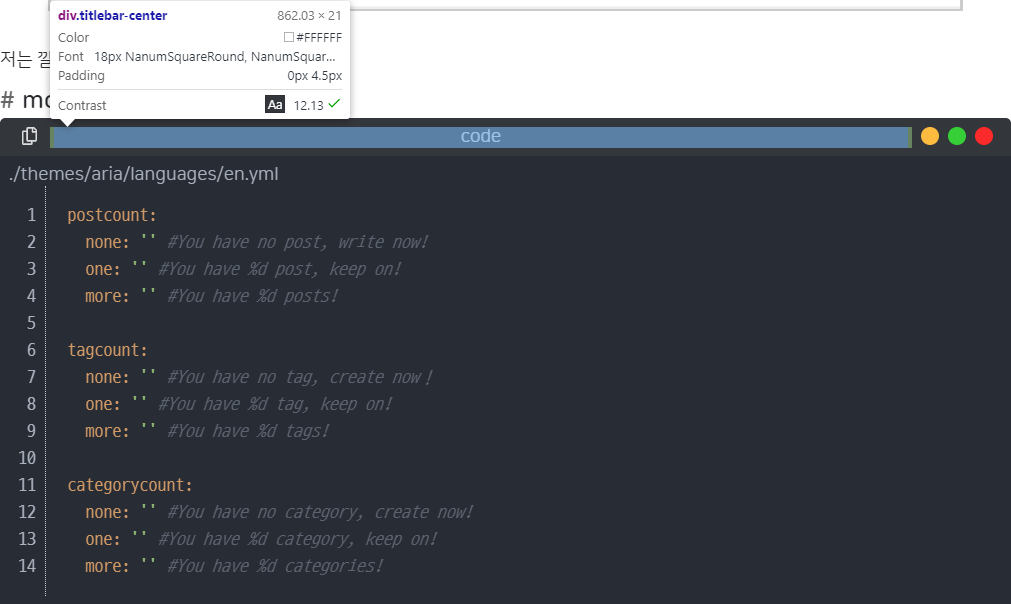 div.titlebar-center 862.03 × 21
Color #FFFFFF
Font 18px NanumSquareRound, NanumSquar...
Padding 0px 4.5px
Contrast Aa 12.13
저는 낄
# mo
code
./themes/aria/languages/en.yml
1 postcount:
2 none: '' #You have no post, write now!
3 one: '' #You have %d post, keep on!
4 more: '' #You have %d posts!
5
6 tagcount:
7 none: '' #You have no tag, create now！
8 one: '' #You have %d tag, keep on!
9 more: '' #You have %d tags!
10
11 categorycount:
12 none: '' #You have no category, create now!
13 one: '' #You have %d category, keep on!
14 more: '' #You have %d categories!